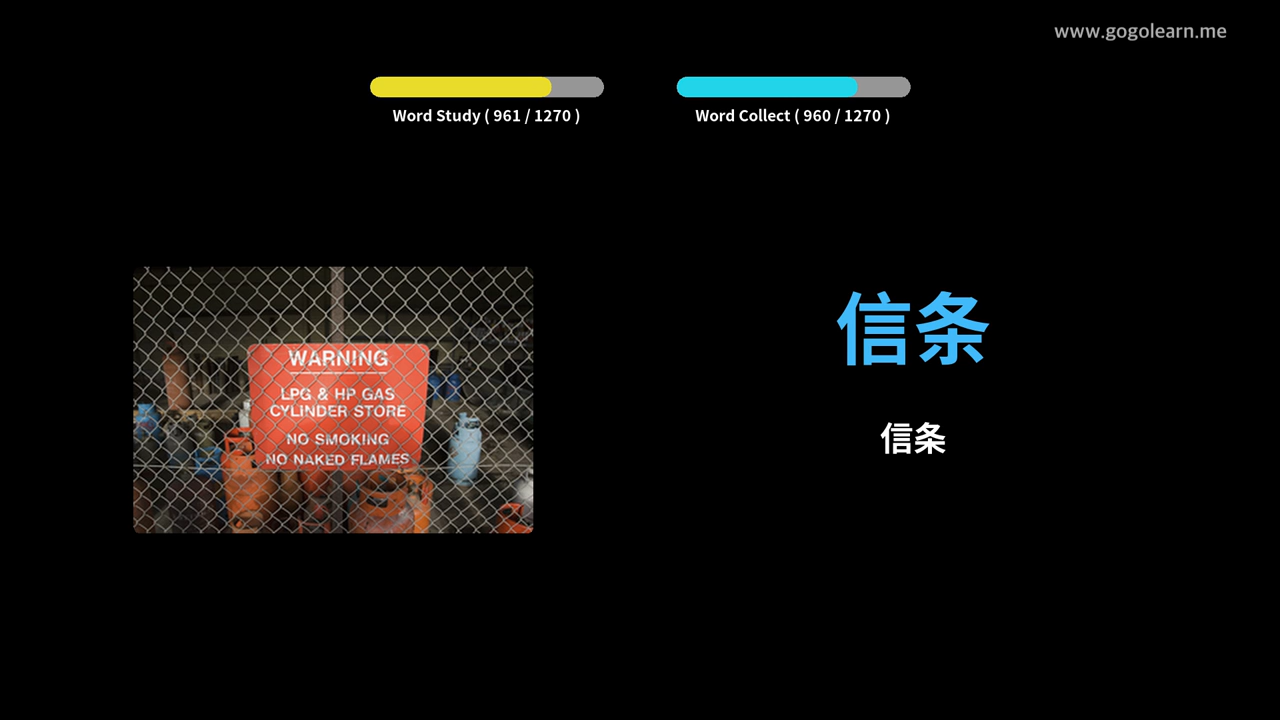 www.gogolearn.me
Word Study ( 961 / 1270 )
Word Collect ( 960 / 1270 )
WARNING
LPG & HP GAS
CYLINDER STORE
NO SMOKING
NO NAKED FLAMES
信条
信条